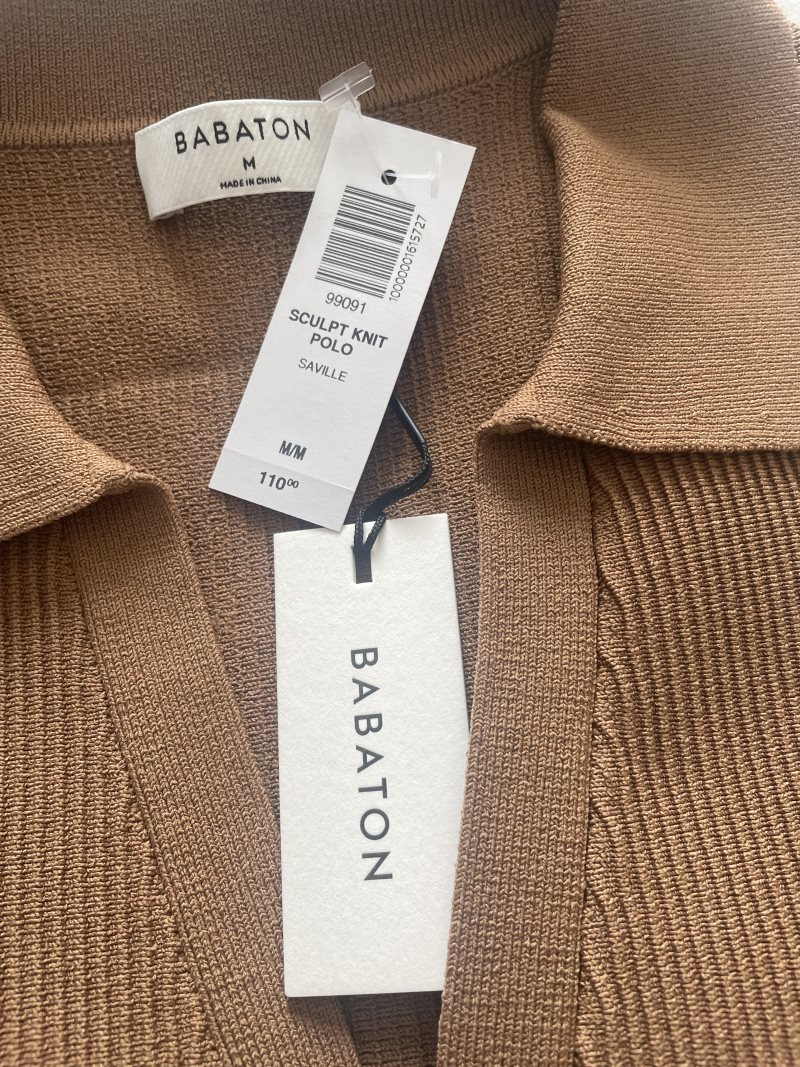 BABATON
M
MADE IN CHINA
10000001615727
99091
SCULPT KNIT
POLO
SAVILLE
M/M
110⁰⁰
BABATON